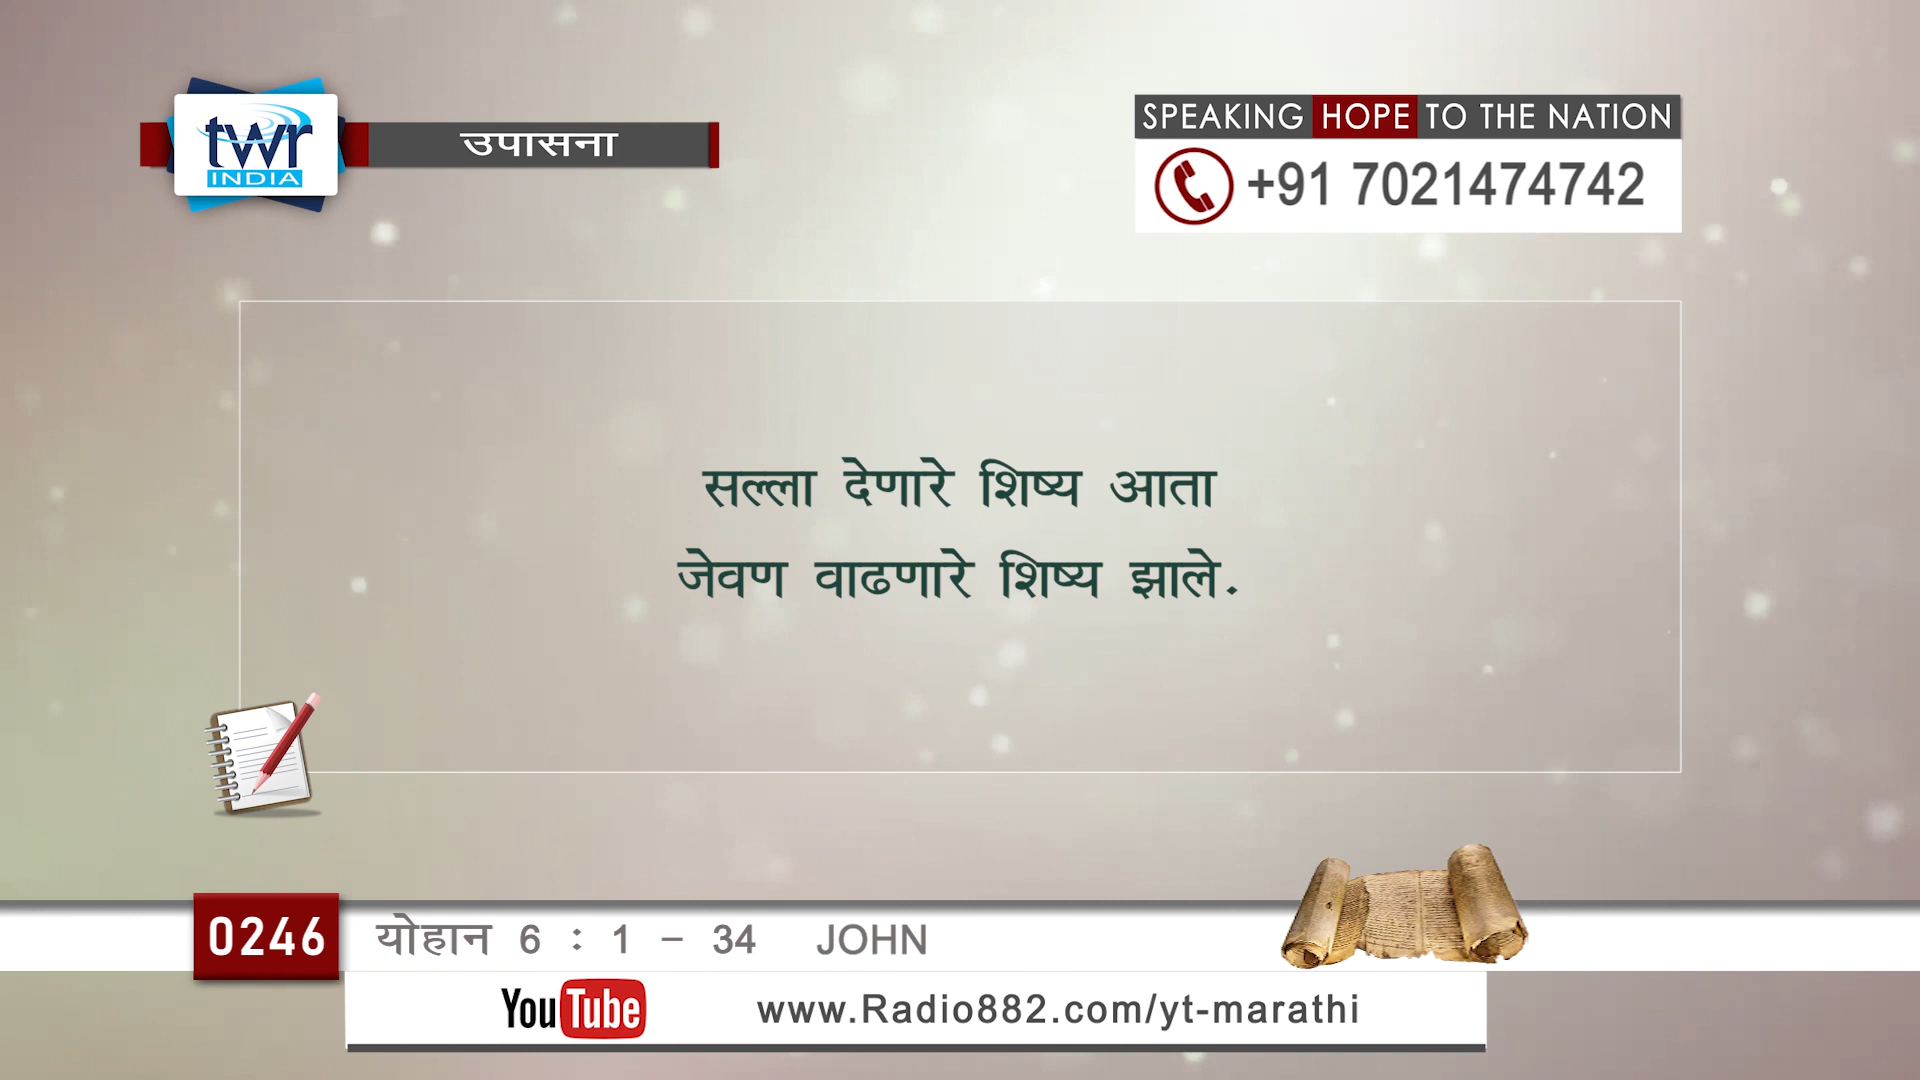 twr
INDIA
उपासना
SPEAKING HOPE TO THE NATION
+91 7021474742
सल्ला देणारे शिष्य आता
जेवण वाढणारे शिष्य झाले.
0246 योहान 6 : 1 - 34 JOHN
YouTube www.Radio882.com/yt-marathi